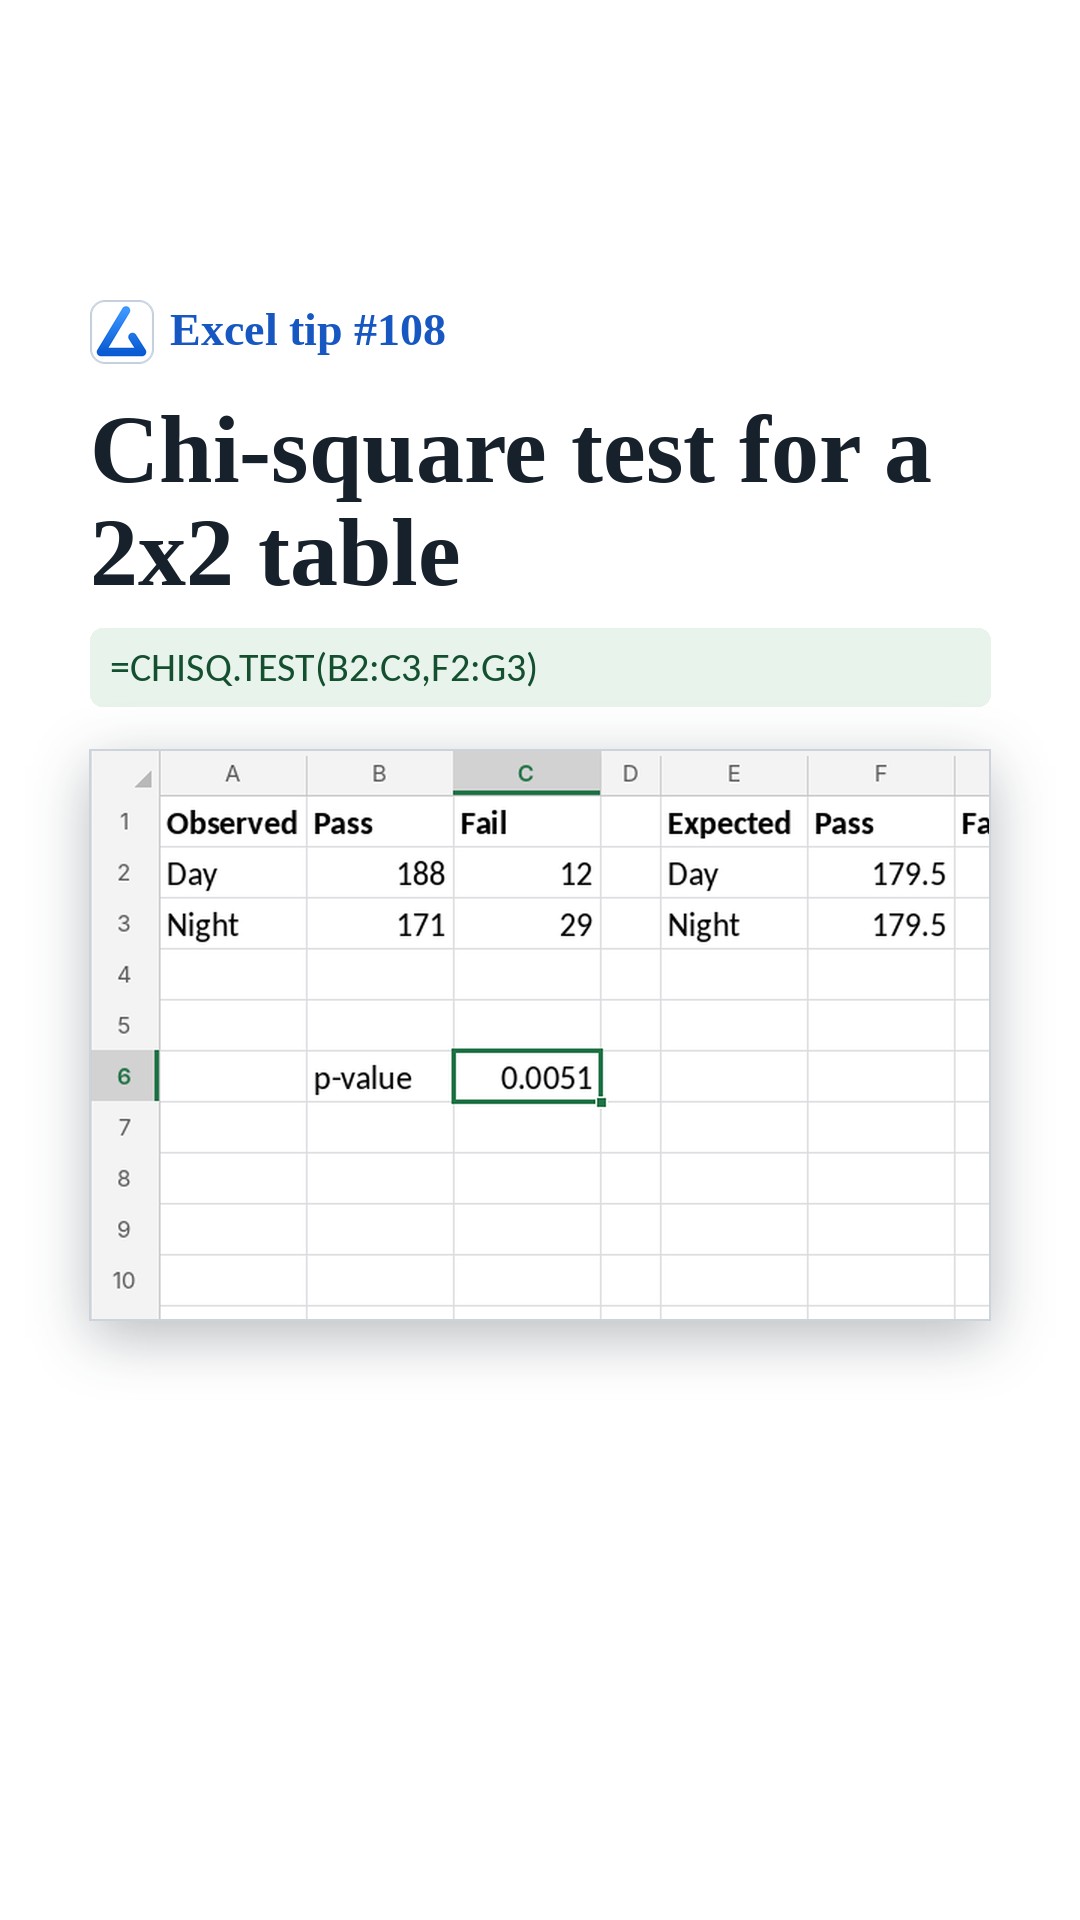 Excel tip #108
Chi-square test for a
2x2 table
=CHISQ.TEST(B2:C3,F2:G3)
A B C D E F
1 Observed Pass Fail Expected Pass Fa
2 Day 188 12 Day 179.5
3 Night 171 29 Night 179.5
4
5
6 p-value 0.0051
7
8
9
10